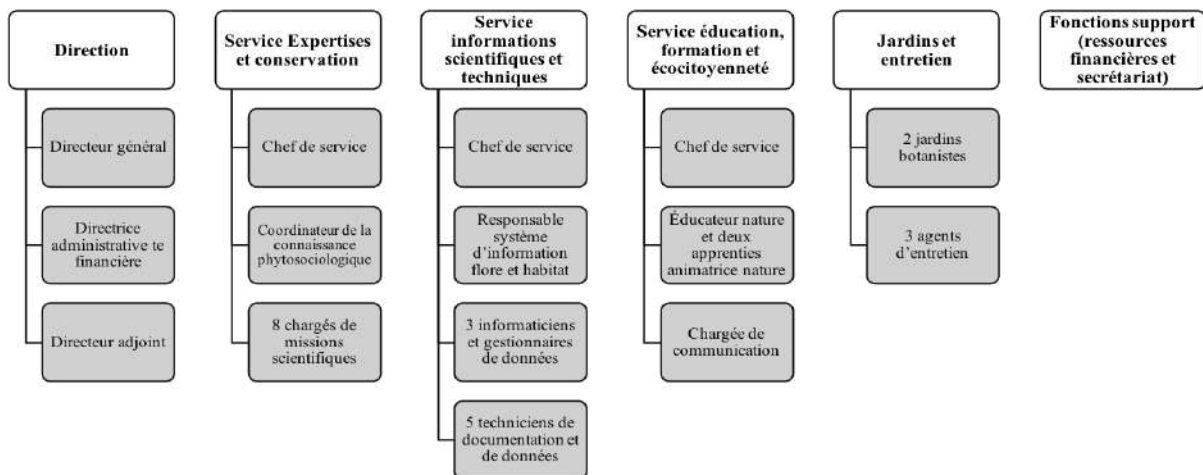 Direction
Directeur général
Directrice
administrative te
financière
Directeur adjoint
Service Expertises
et conservation
Chef de service
Coordinateur de la
connaissance
phytosociologique
8 chargés de
missions
scientifiques
Service
informations
scientifiques et
techniques
Chef de service
Responsable
système
d'information
flore et habitat
3 informaticiens
et gestionnaires
de données
5 techniciens de
documentation et
de données
Service éducation,
formation et
écocitoyenneté
Chef de service
Éducateur nature
et deux
apprenties
animatrice nature
Chargée de
communication
Jardins et
entretien
2 jardins
botanistes
3 agents
d'entretien
Fonctions support
(ressources
financières et
secrétariat)